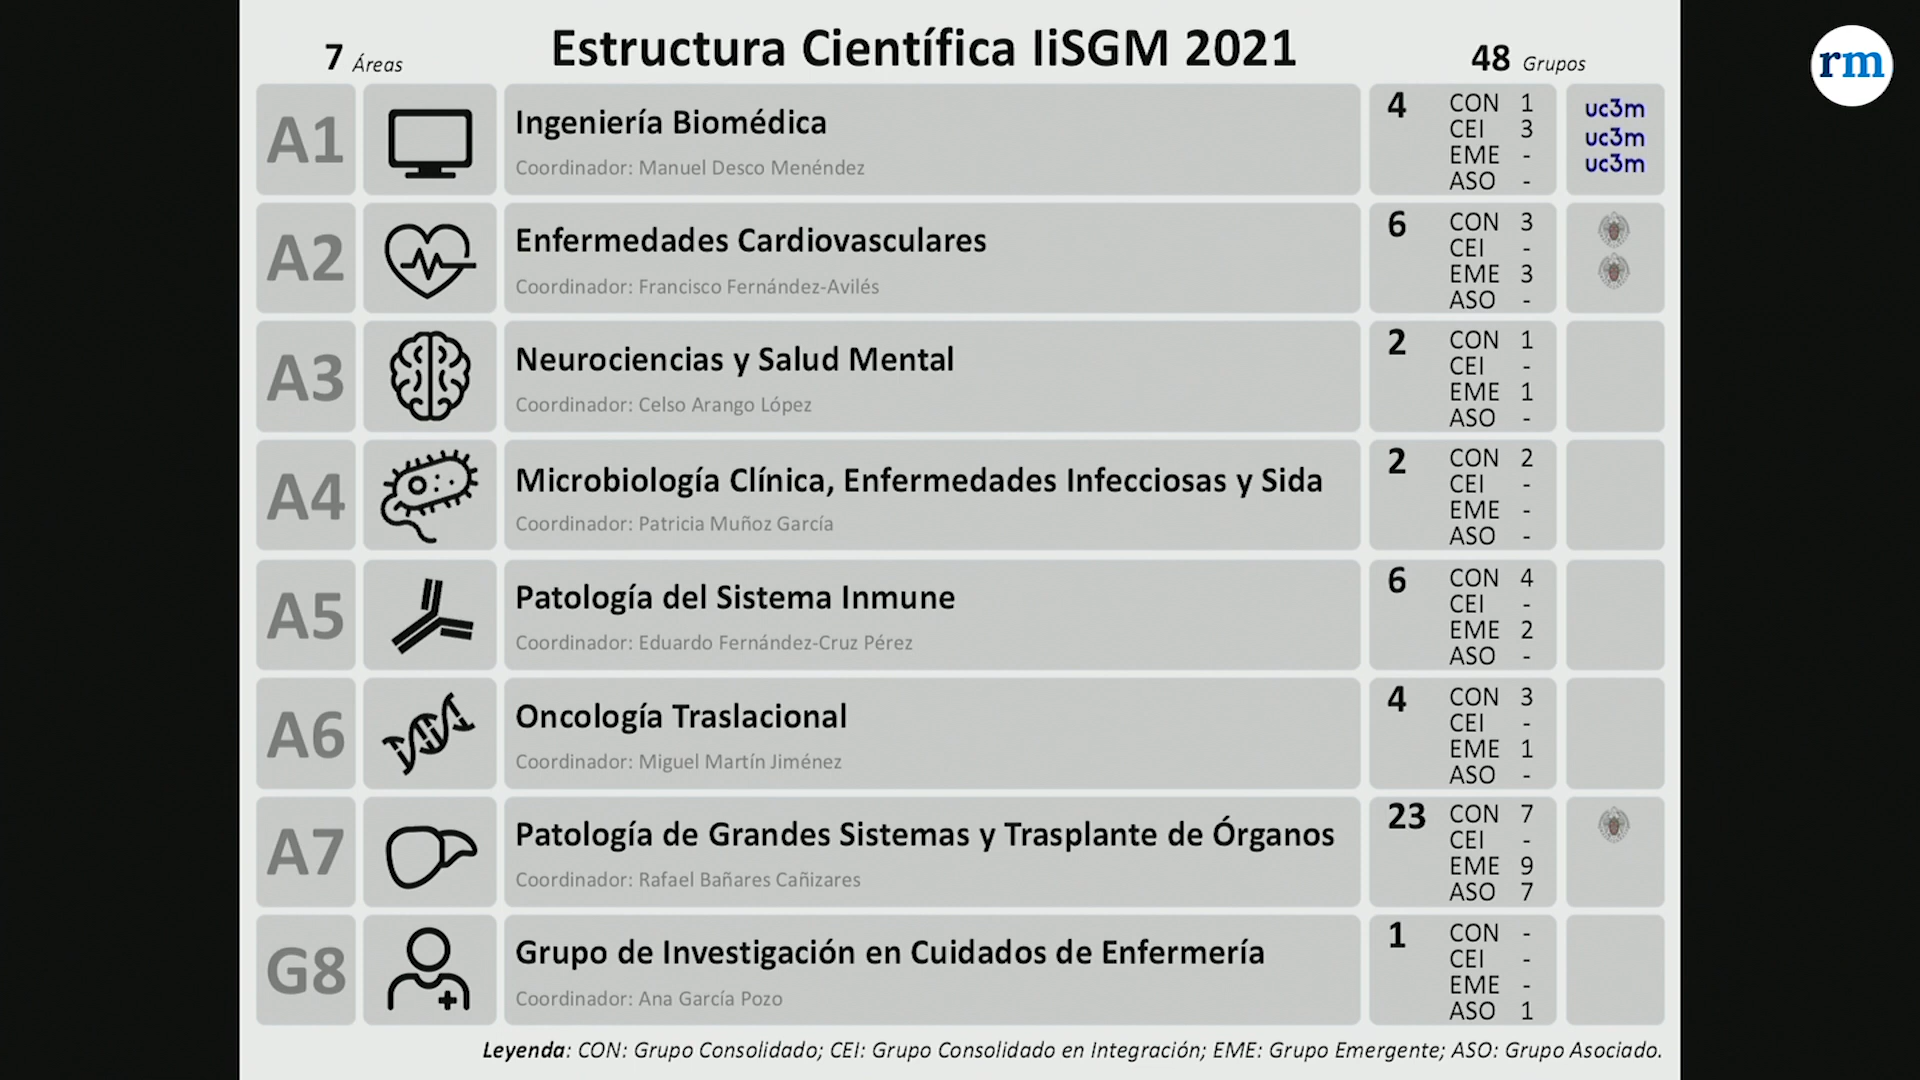 rm
7 Áreas
Estructura Científica IiSGM 2021
48 Grupos
A1
Ingeniería Biomédica
Coordinador: Manuel Desco Menéndez
4
CON 1
CEI 3
EME -
ASO -
uc3m
uc3m
uc3m
A2
Enfermedades Cardiovasculares
Coordinador: Francisco Fernández-Avilés
6
CON 3
CEI -
EME 3
ASO -
A3
Neurociencias y Salud Mental
Coordinador: Celso Arango López
2
CON 1
CEI -
EME 1
ASO -
A4
Microbiología Clínica, Enfermedades Infecciosas y Sida
Coordinador: Patricia Muñoz García
2
CON 2
CEI -
EME -
ASO -
A5
Patología del Sistema Inmune
Coordinador: Eduardo Fernández-Cruz Pérez
6
CON 4
CEI -
EME 2
ASO -
A6
Oncología Traslacional
Coordinador: Miguel Martín Jiménez
4
CON 3
CEI -
EME 1
ASO -
A7
Patología de Grandes Sistemas y Trasplante de Órganos
Coordinador: Rafael Bañares Cañizares
23
CON 7
CEI -
EME 9
ASO 7
G8
Grupo de Investigación en Cuidados de Enfermería
Coordinador: Ana García Pozo
1
CON -
CEI -
EME -
ASO 1
Leyenda: CON: Grupo Consolidado; CEI: Grupo Consolidado en Integración; EME: Grupo Emergente; ASO: Grupo Asociado.